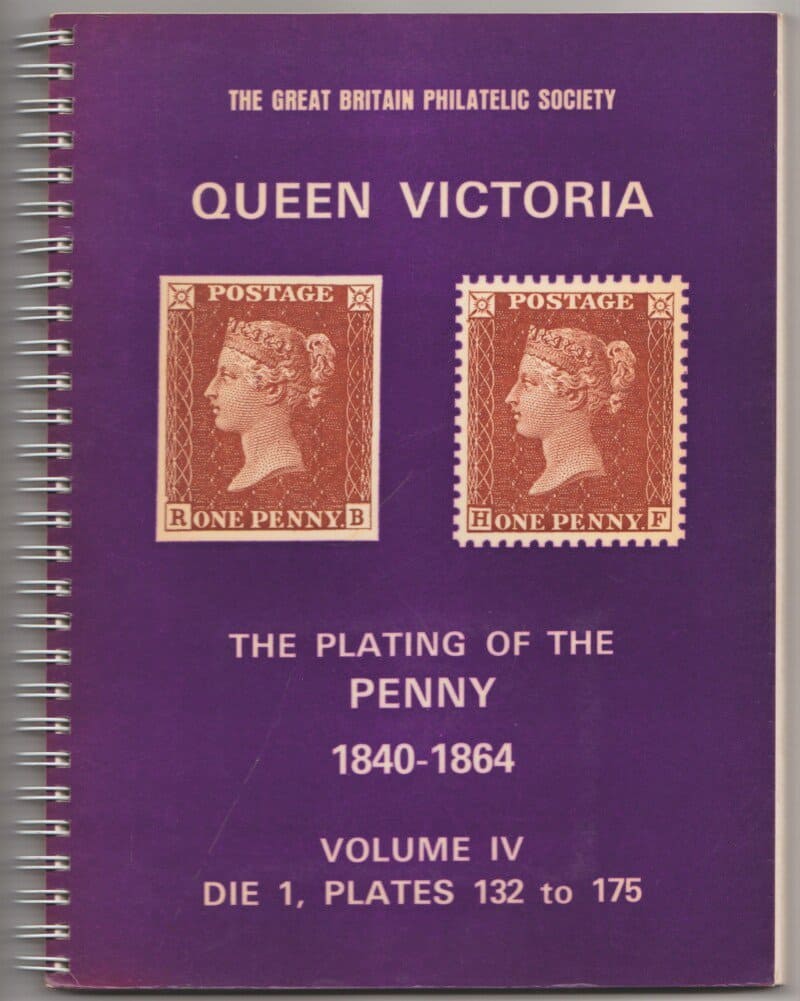 THE GREAT BRITAIN PHILATELIC SOCIETY
QUEEN VICTORIA
POSTAGE
R ONE PENNY. B
POSTAGE
H ONE PENNY. F
THE PLATING OF THE
PENNY
1840-1864
VOLUME IV
DIE 1, PLATES 132 to 175